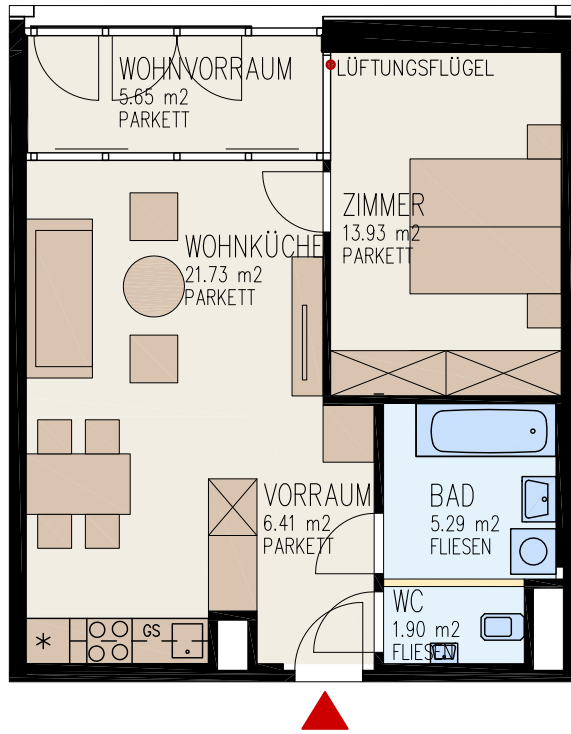 WOHNVORRAUM
5.65 m2
PARKETT
LÜFTUNGSFLÜGEL
ZIMMER
13.93 m2
PARKETT
WOHNKÜCHE
21.73 m2
PARKETT
VORRAUM
6.41 m2
PARKETT
BAD
5.29 m2
FLIESEN
WC
1.90 m2
FLIESEN
GS